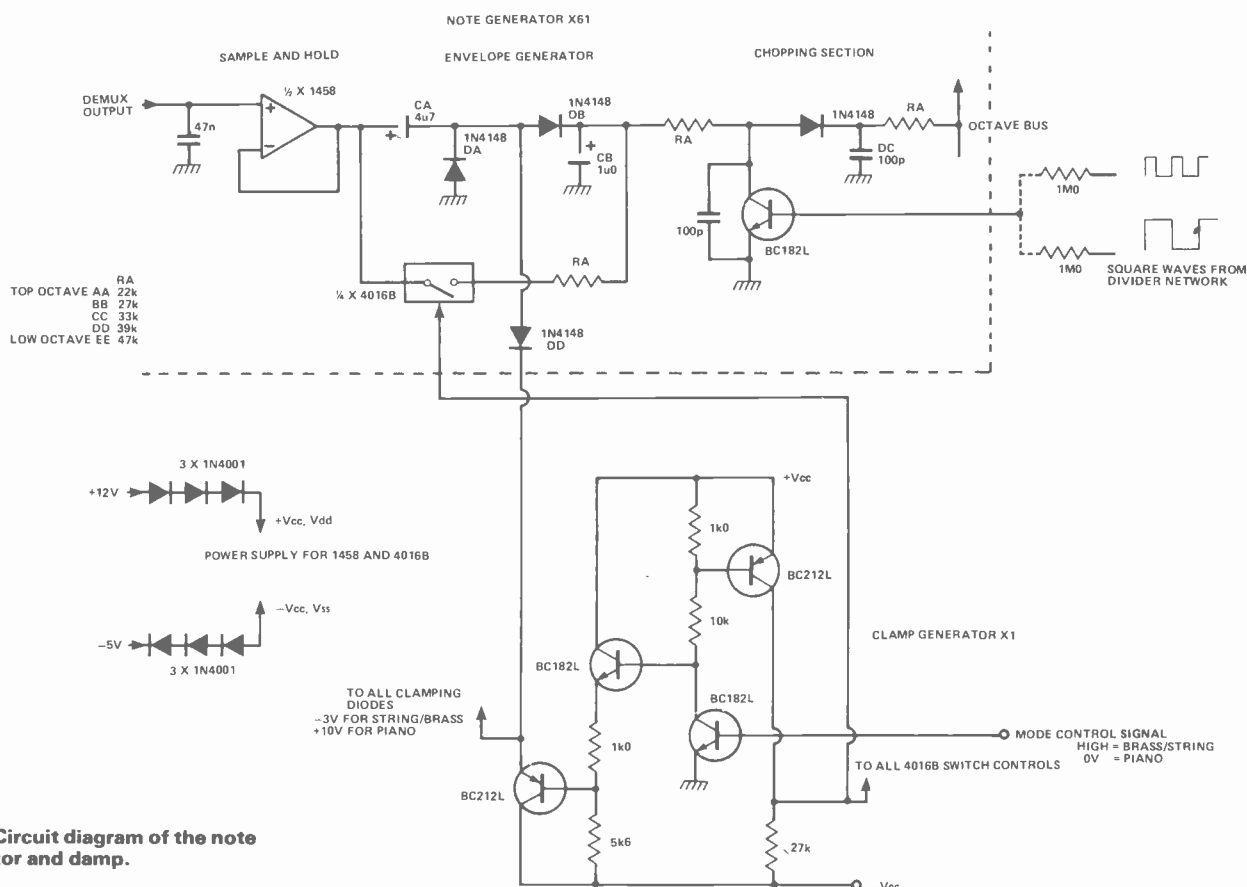 NOTE GENERATOR X61
SAMPLE AND HOLD
ENVELOPE GENERATOR
CHOPPING SECTION
½ X 1458
DEMUX
OUTPUT
47n
CA
4u7
+
-
+
1N4148
DA
1N4148
DB
+
CB
1u0
RA
1N4148
RA
DC
100p
OCTAVE BUS
100p
BC182L
1M0
1M0
SQUARE WAVES FROM
DIVIDER NETWORK
RA
¼ X 4016B
1N4148
DD
RA
TOP OCTAVE AA 22k
BB 27k
CC 33k
DD 39k
LOW OCTAVE EE 47k
3 X 1N4001
+12V
+Vcc, Vdd
POWER SUPPLY FOR 1458 AND 4016B
-Vcc, Vss
-5V
3 X 1N4001
+Vcc
1k0
BC212L
10k
CLAMP GENERATOR X1
BC182L
BC182L
TO ALL CLAMPING
DIODES
-3V FOR STRING/BRASS
+10V FOR PIANO
1k0
MODE CONTROL SIGNAL
HIGH = BRASS/STRING
0V = PIANO
TO ALL 4016B SWITCH CONTROLS
BC212L
5k6
27k
Circuit diagram of the note
tor and damp.